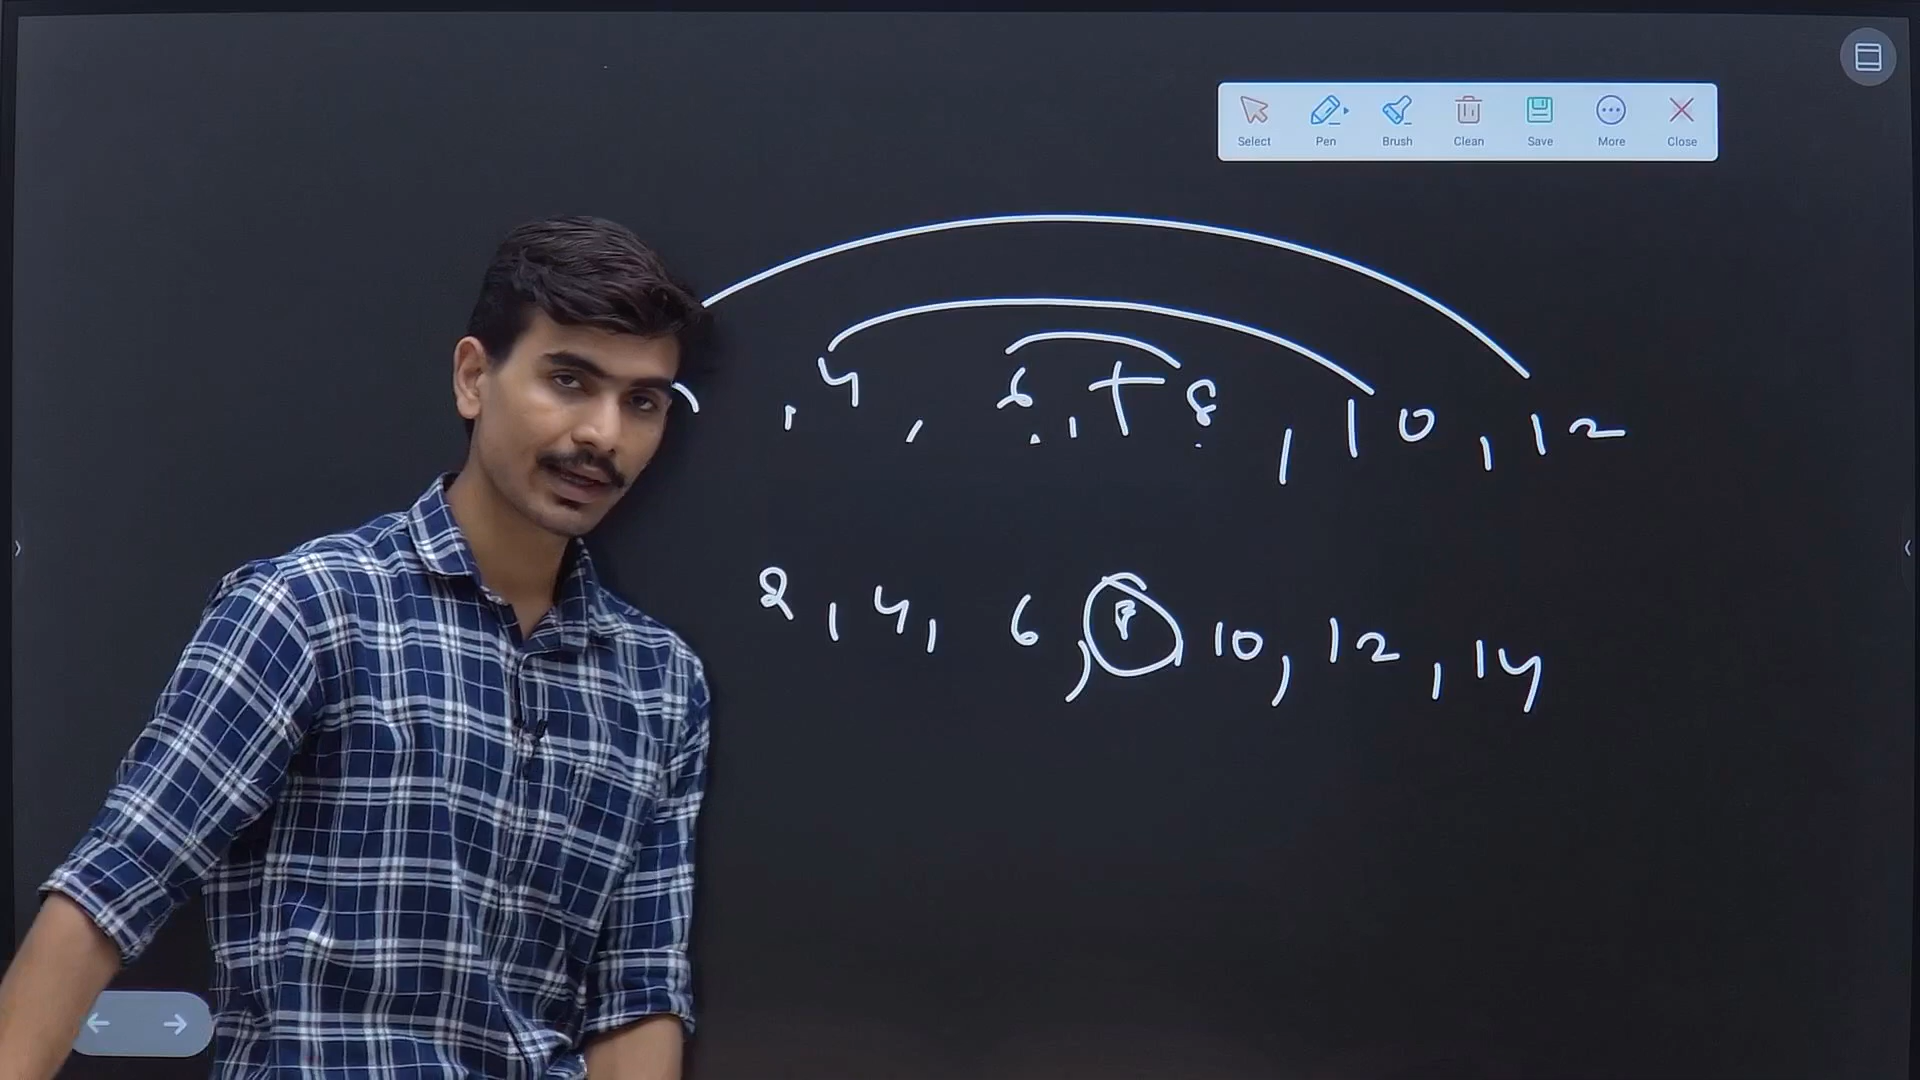 Select Pen Brush Clean Save More Close
, 4 , 6 , + 8 , 10 , 12
2 , 4 , 6 , 8 , 10 , 12 , 14